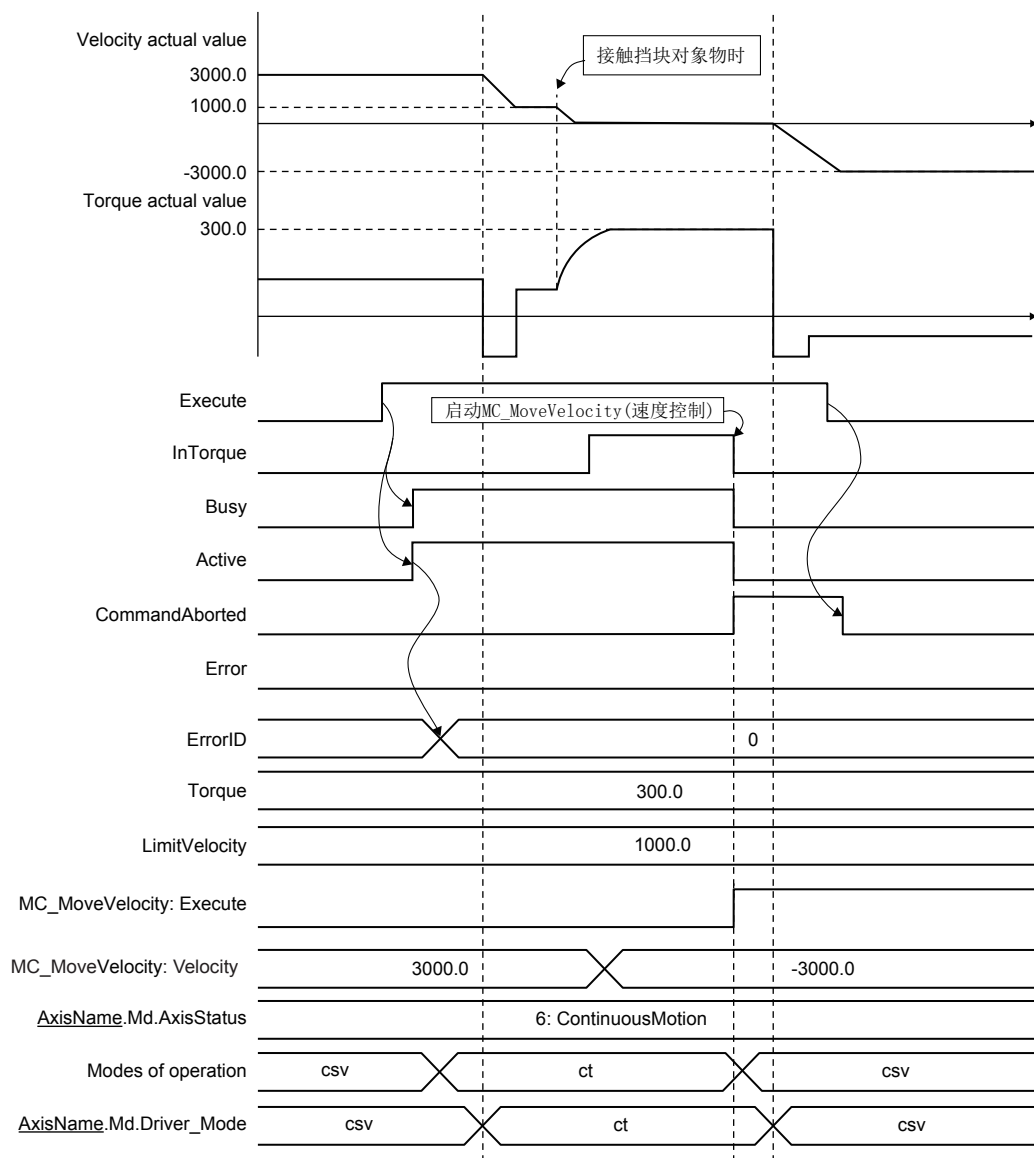 Velocity actual value
接触挡块对象物时
3000.0
1000.0
-3000.0
Torque actual value
300.0
Execute
启动MC_MoveVelocity(速度控制)
InTorque
Busy
Active
CommandAborted
Error
ErrorID
0
Torque
300.0
LimitVelocity
1000.0
MC_MoveVelocity: Execute
MC_MoveVelocity: Velocity
3000.0
-3000.0
AxisName.Md.AxisStatus
6: ContinuousMotion
Modes of operation
csv
ct
csv
AxisName.Md.Driver_Mode
csv
ct
csv